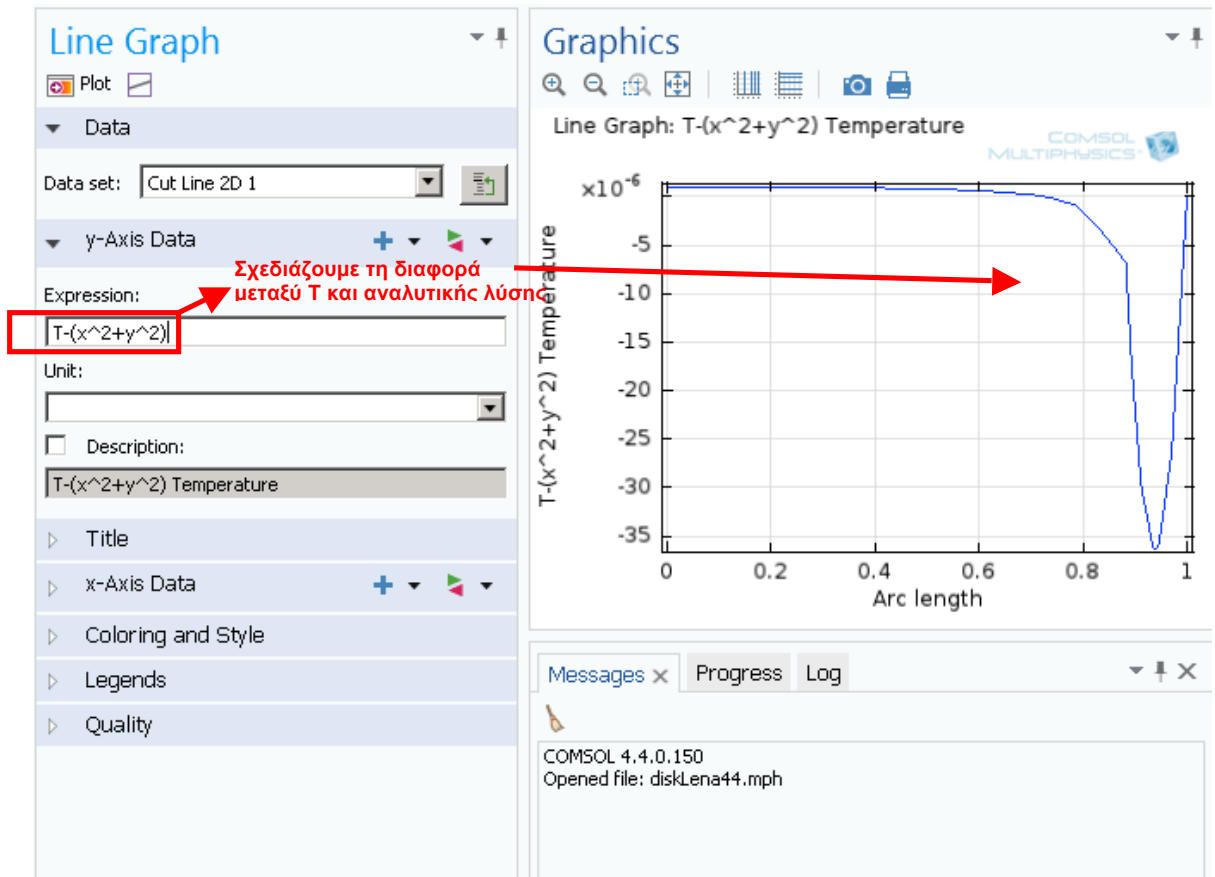 Line Graph
Plot
Data
Data set: Cut Line 2D 1
y-Axis Data
Σχεδιάζουμε τη διαφορά
μεταξύ Τ και αναλυτικής λύσης
Expression:
T-(x^2+y^2)
Unit:
Description:
T-(x^2+y^2) Temperature
Title
x-Axis Data
Coloring and Style
Legends
Quality
Graphics
Line Graph: T-(x^2+y^2) Temperature
COMSOL
MULTIPHYSICS
×10^-6
-5
-10
-15
-20
-25
-30
-35
T-(x^2+y^2) Temperature
0 0.2 0.4 0.6 0.8 1
Arc length
Messages Progress Log
COMSOL 4.4.0.150
Opened file: diskLena44.mph